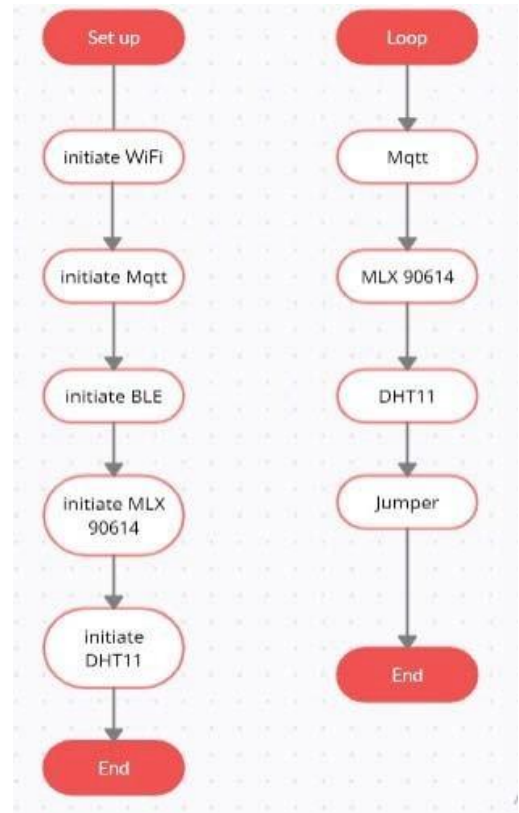 Set up
initiate WiFi
initiate Mqtt
initiate BLE
initiate MLX
90614
initiate
DHT11
End
Loop
Mqtt
MLX 90614
DHT11
Jumper
End